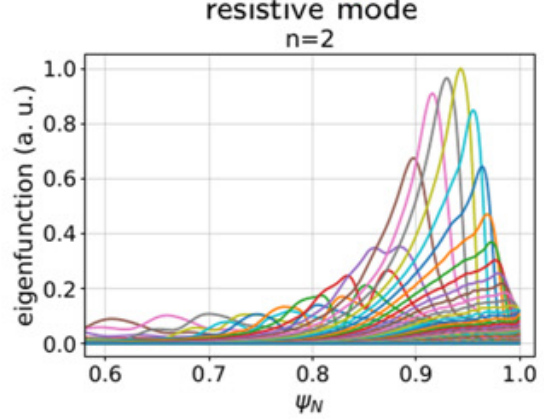 resistive mode
n=2
eigenfunction (a. u.)
1.0
0.8
0.6
0.4
0.2
0.0
0.6 0.7 0.8 0.9 1.0
ψN